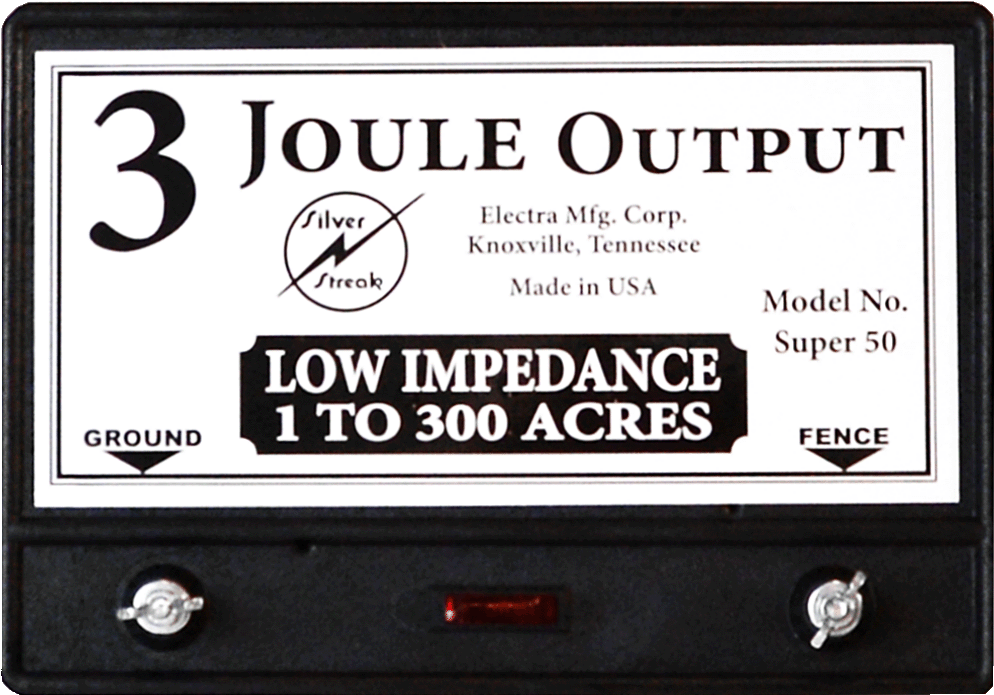 3 JOULE OUTPUT
Silver
Streak
Electra Mfg. Corp.
Knoxville, Tennessee
Made in USA
Model No.
Super 50
LOW IMPEDANCE
1 TO 300 ACRES
GROUND
FENCE